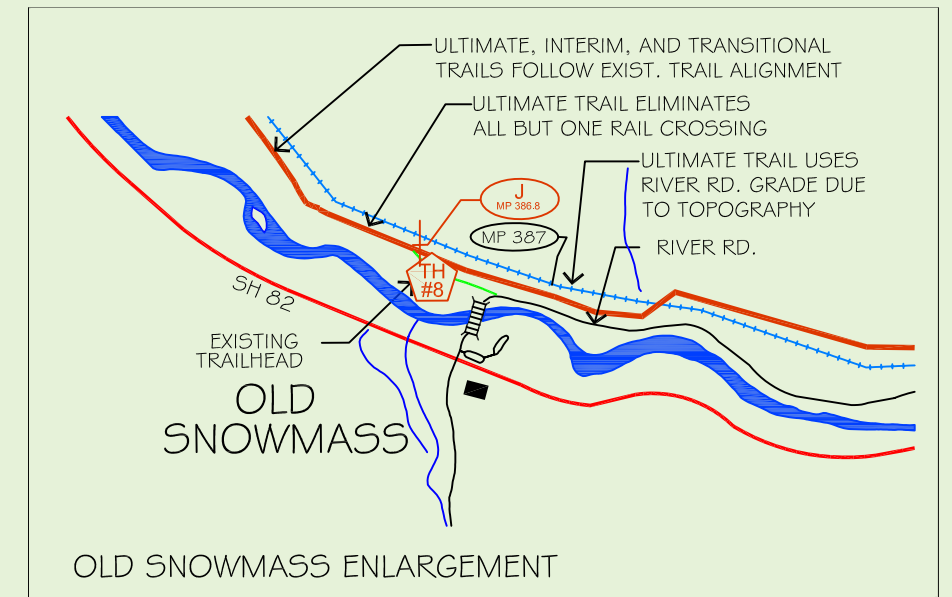 ULTIMATE, INTERIM, AND TRANSITIONAL
TRAILS FOLLOW EXIST. TRAIL ALIGNMENT
ULTIMATE TRAIL ELIMINATES
ALL BUT ONE RAIL CROSSING
ULTIMATE TRAIL USES
RIVER RD. GRADE DUE
TO TOPOGRAPHY
J
MP 386.8
MP 387
RIVER RD.
TH
#8
SH 82
EXISTING
TRAILHEAD
OLD
SNOWMASS
OLD SNOWMASS ENLARGEMENT